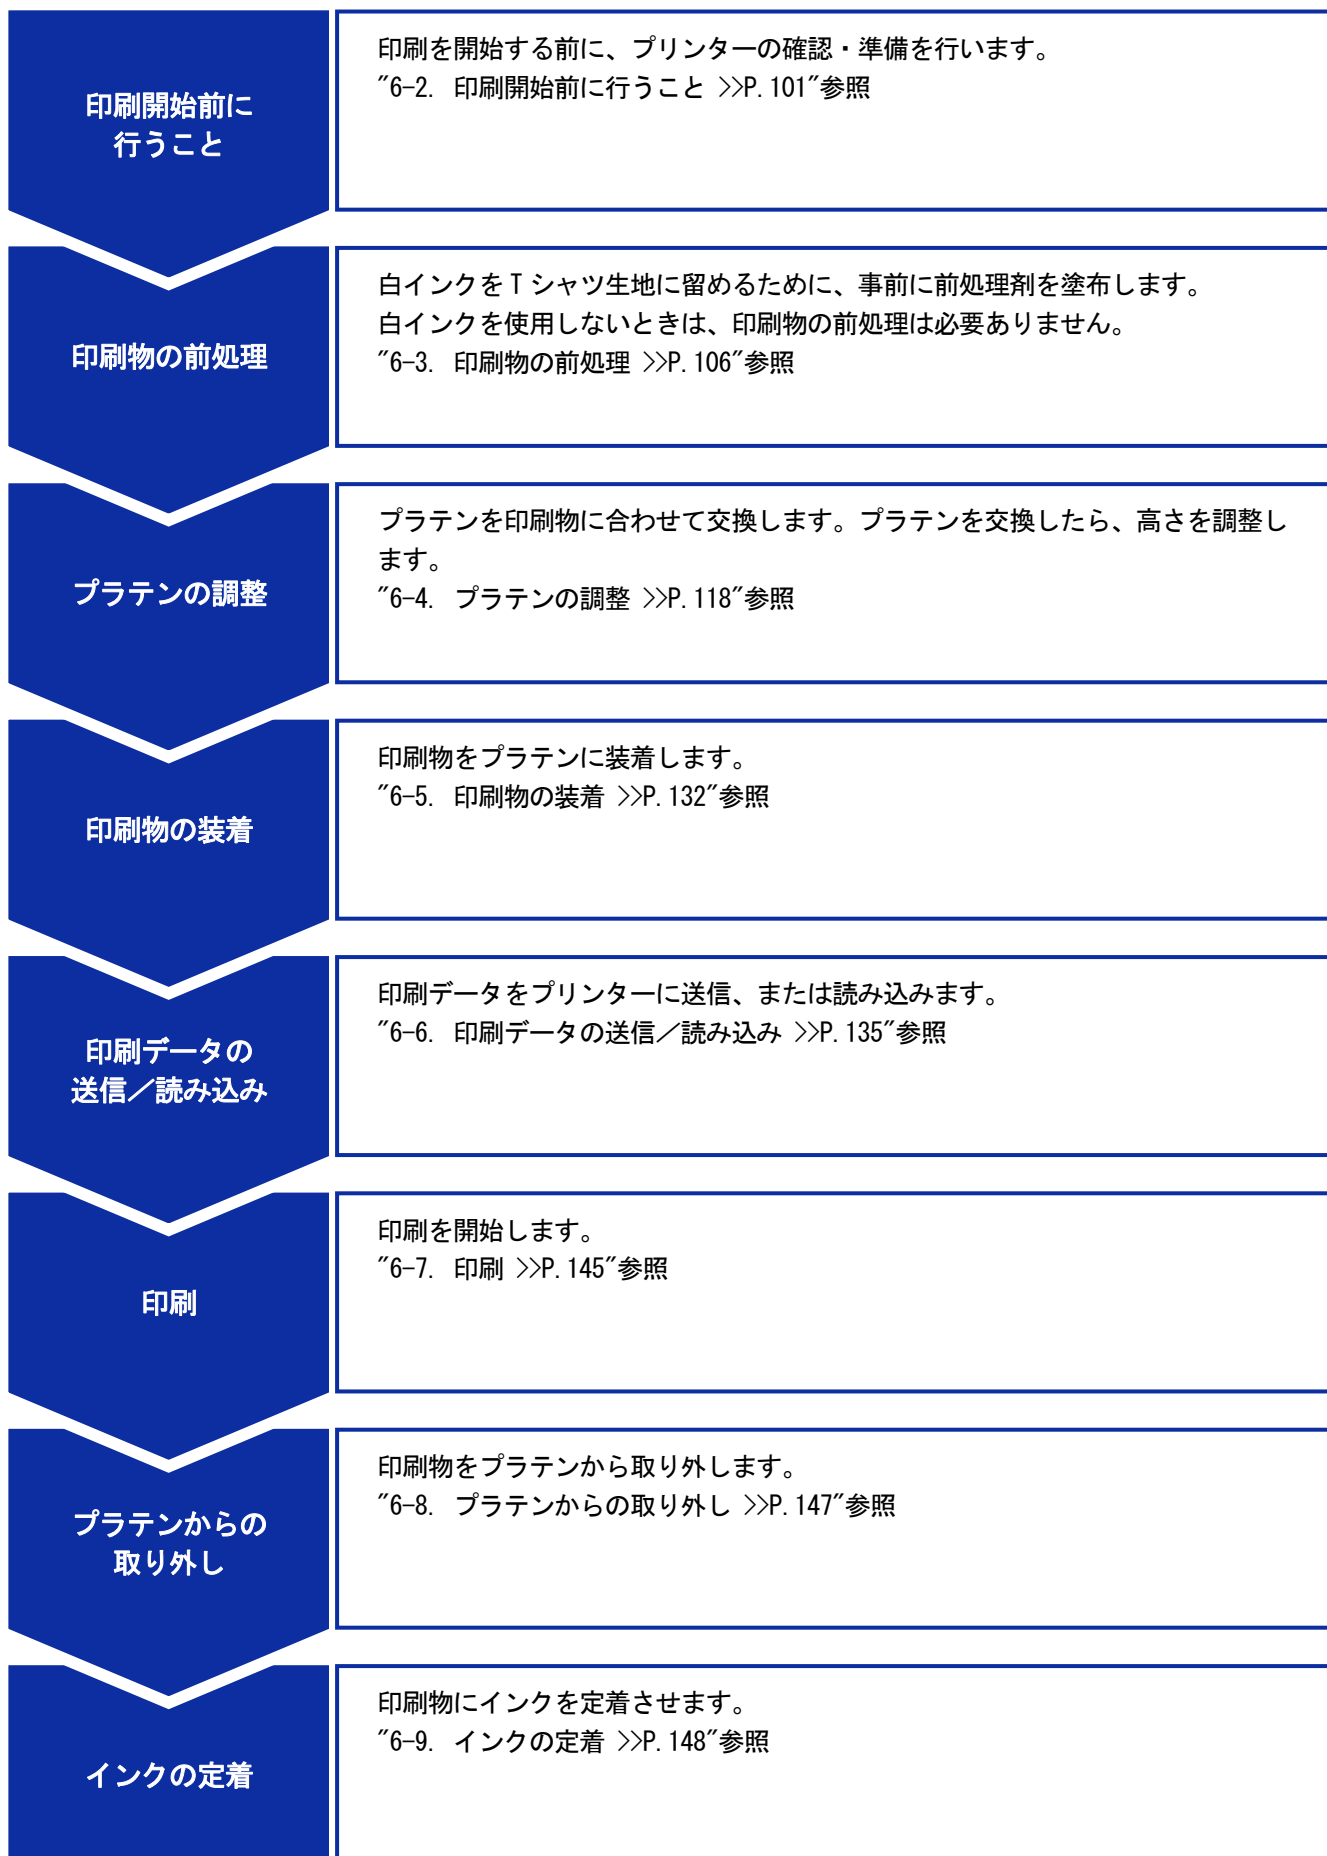 印刷開始前に
行うこと
印刷を開始する前に、プリンターの確認・準備を行います。
"6-2. 印刷開始前に行うこと >>P.101"参照
印刷物の前処理
白インクをTシャツ生地に留めるために、事前に前処理剤を塗布します。
白インクを使用しないときは、印刷物の前処理は必要ありません。
"6-3. 印刷物の前処理 >>P.106"参照
プラテンの調整
プラテンを印刷物に合わせて交換します。プラテンを交換したら、高さを調整し
ます。
"6-4. プラテンの調整 >>P.118"参照
印刷物の装着
印刷物をプラテンに装着します。
"6-5. 印刷物の装着 >>P.132"参照
印刷データの
送信／読み込み
印刷データをプリンターに送信、または読み込みます。
"6-6. 印刷データの送信／読み込み >>P.135"参照
印刷
印刷を開始します。
"6-7. 印刷 >>P.145"参照
プラテンからの
取り外し
印刷物をプラテンから取り外します。
"6-8. プラテンからの取り外し >>P.147"参照
インクの定着
印刷物にインクを定着させます。
"6-9. インクの定着 >>P.148"参照